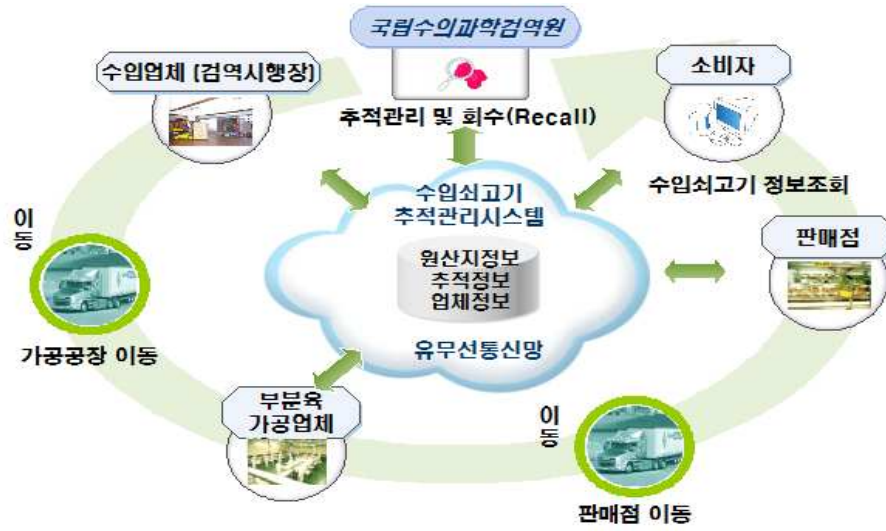 국립수의과학검역원
추적관리 및 회수(Recall)
수입업체 (검역시행장)
소비자
수입쇠고기 정보조회
수입쇠고기
추적관리시스템
원산지정보
추적정보
업체정보
유무선통신망
판매점
이동
가공공장 이동
부분육
가공업체
이동
판매점 이동